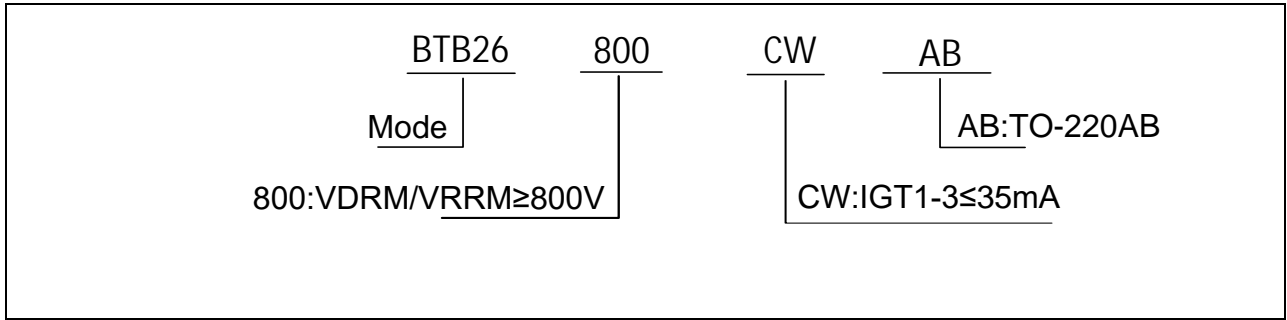 BTB26 800 CW AB
Mode AB:TO-220AB
800:VDRM/VRRM≥800V CW:IGT1-3≤35mA